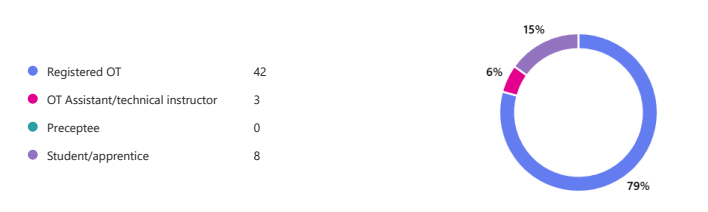 Registered OT 42
OT Assistant/technical instructor 3
Preceptee 0
Student/apprentice 8
15%
6%
79%